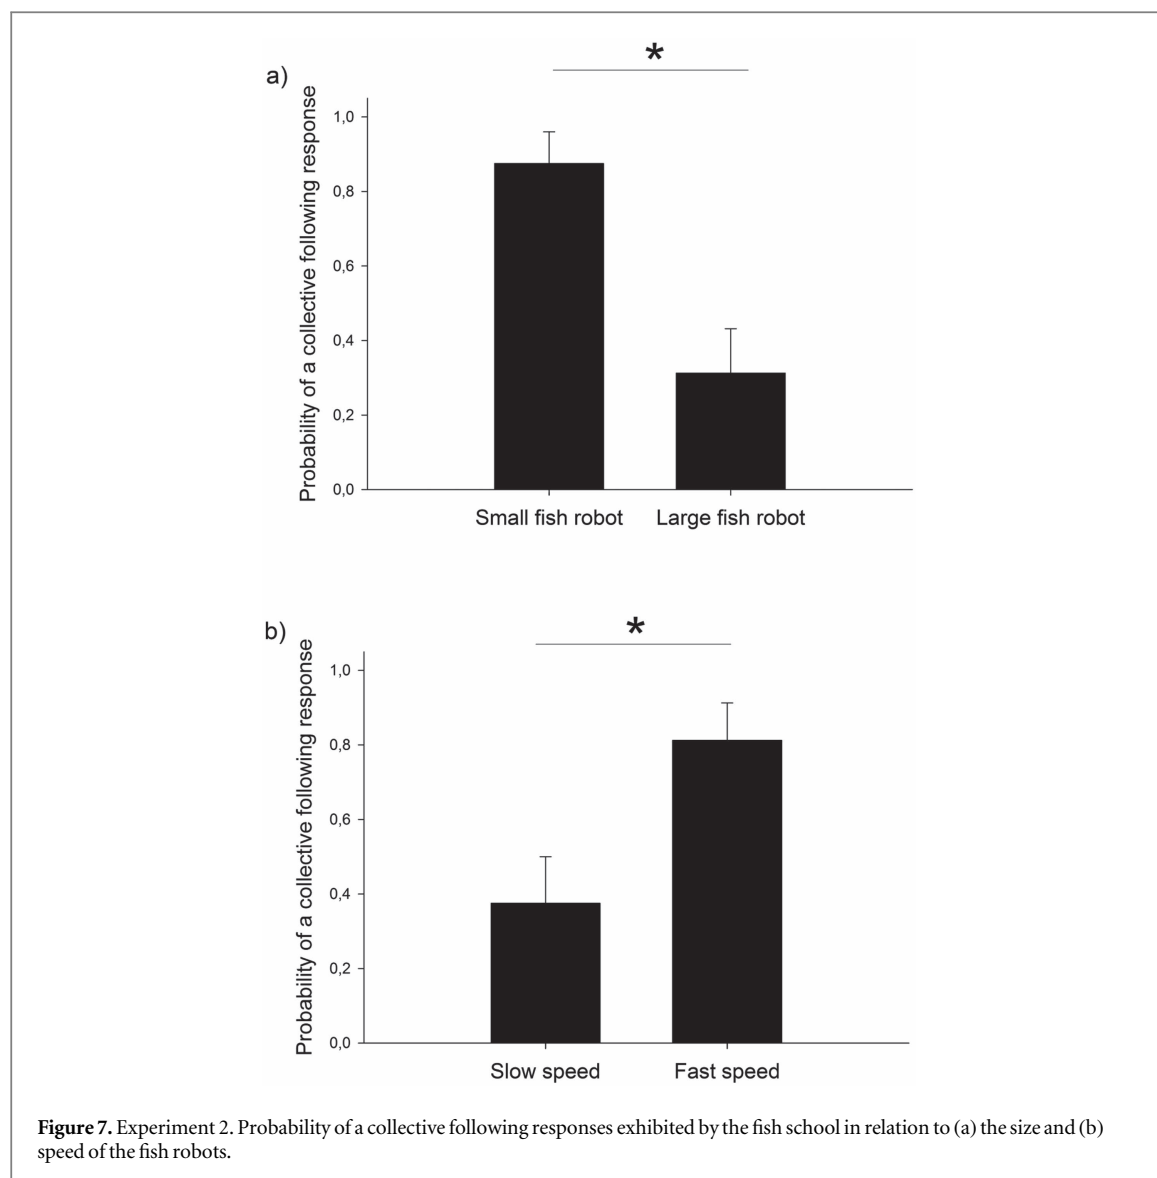 a)
*
Probability of a collective following response
1,0
0,8
0,6
0,4
0,2
0,0
Small fish robot Large fish robot
b)
*
Probability of a collective following response
1,0
0,8
0,6
0,4
0,2
0,0
Slow speed Fast speed
Figure 7. Experiment 2. Probability of a collective following responses exhibited by the fish school in relation to (a) the size and (b)
speed of the fish robots.